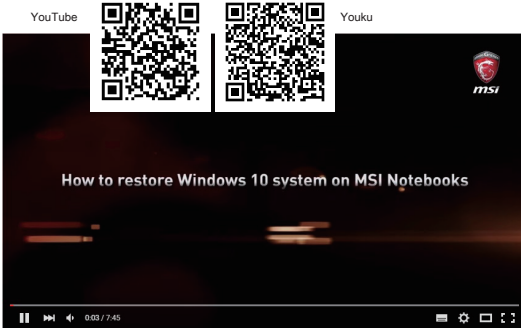 YouTube
Youku
msi
How to restore Windows 10 system on MSI Notebooks
0:03 / 7:45